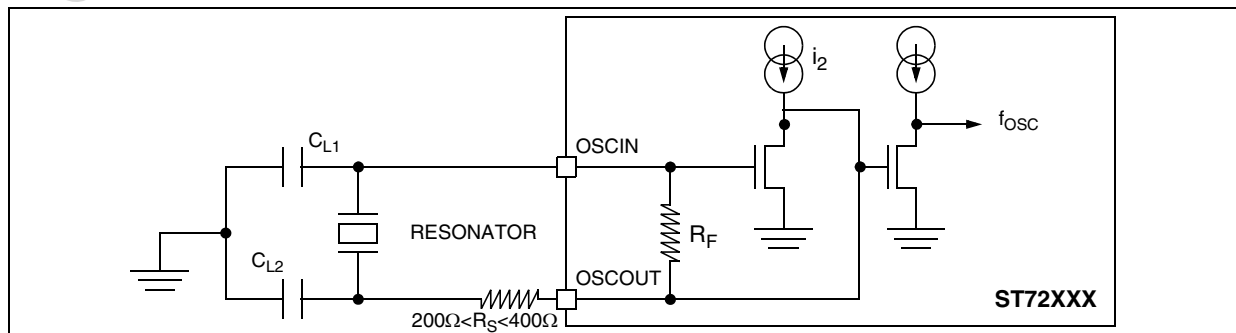 i2
fOSC
CL1
OSCIN
RESONATOR
RF
CL2
OSCOUT
200Ω<RS<400Ω
ST72XXX